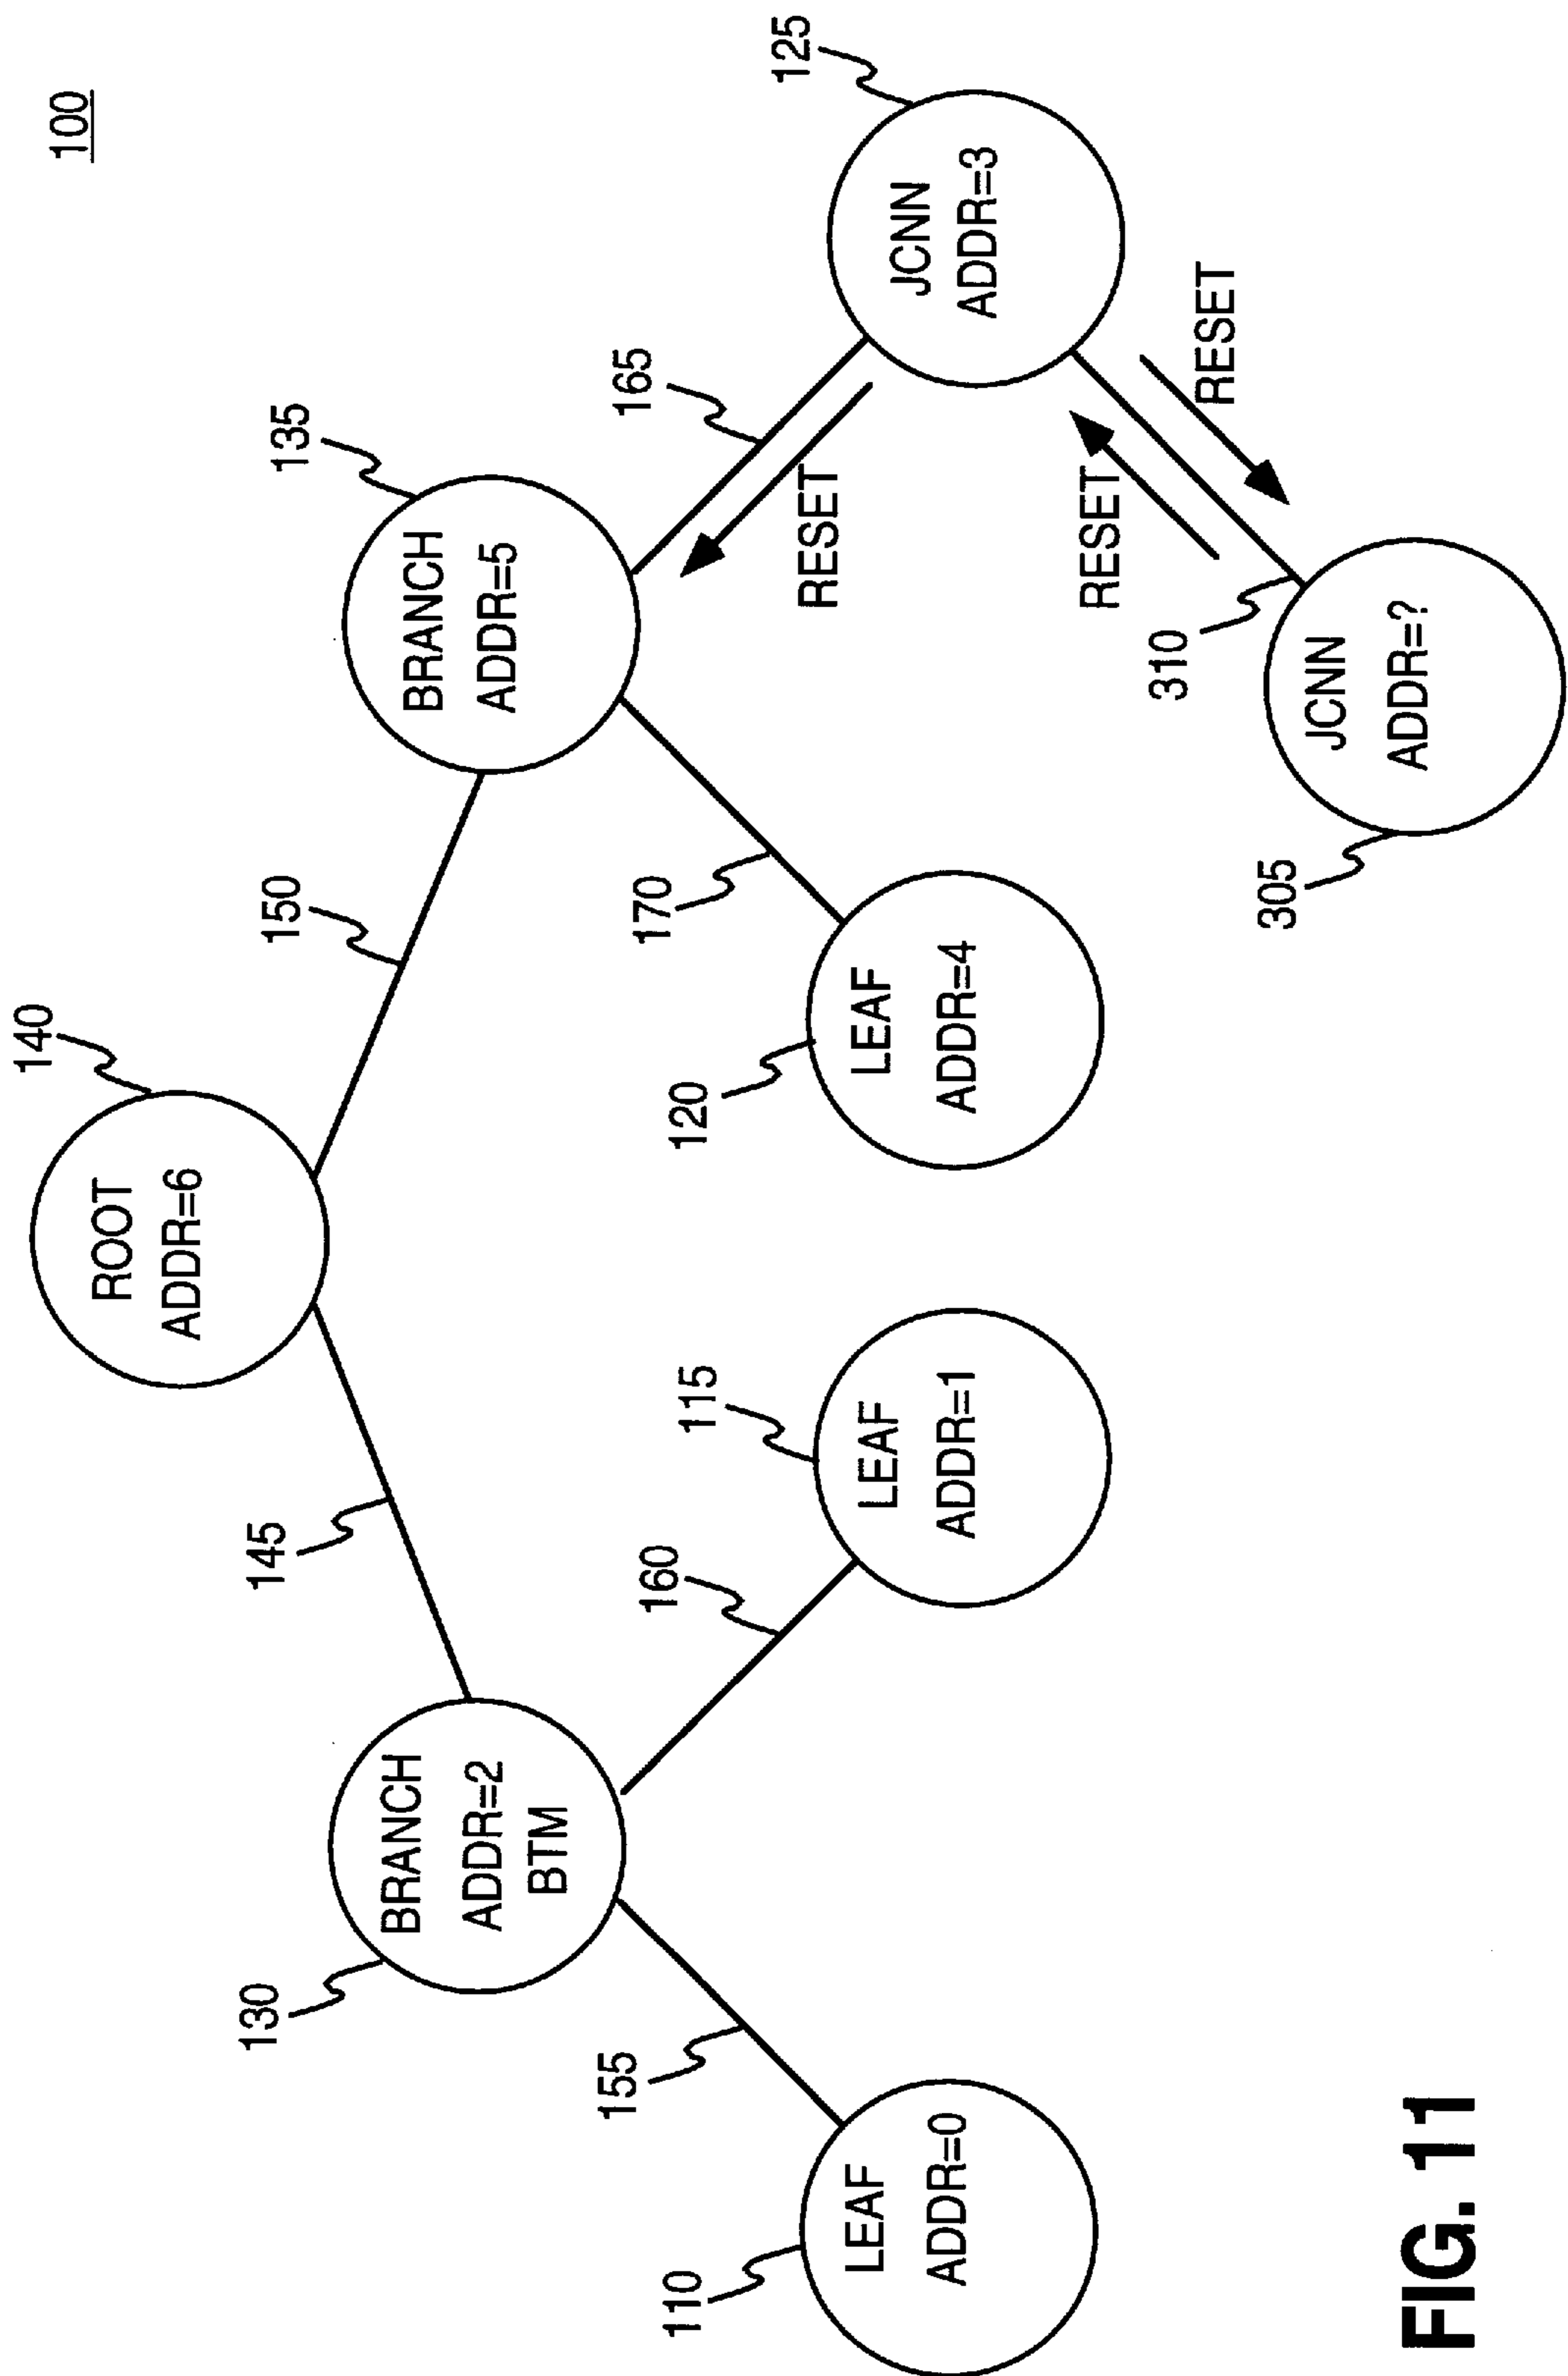 100
140
ROOT
ADDR=6
145
150
130
BRANCH
ADDR=2
BTM
135
BRANCH
ADDR=5
155
160
170
165
RESET
110
LEAF
ADDR=0
115
LEAF
ADDR=1
120
LEAF
ADDR=4
125
JCNN
ADDR=3
RESET
RESET
310
305
JCNN
ADDR=?
FIG. 11